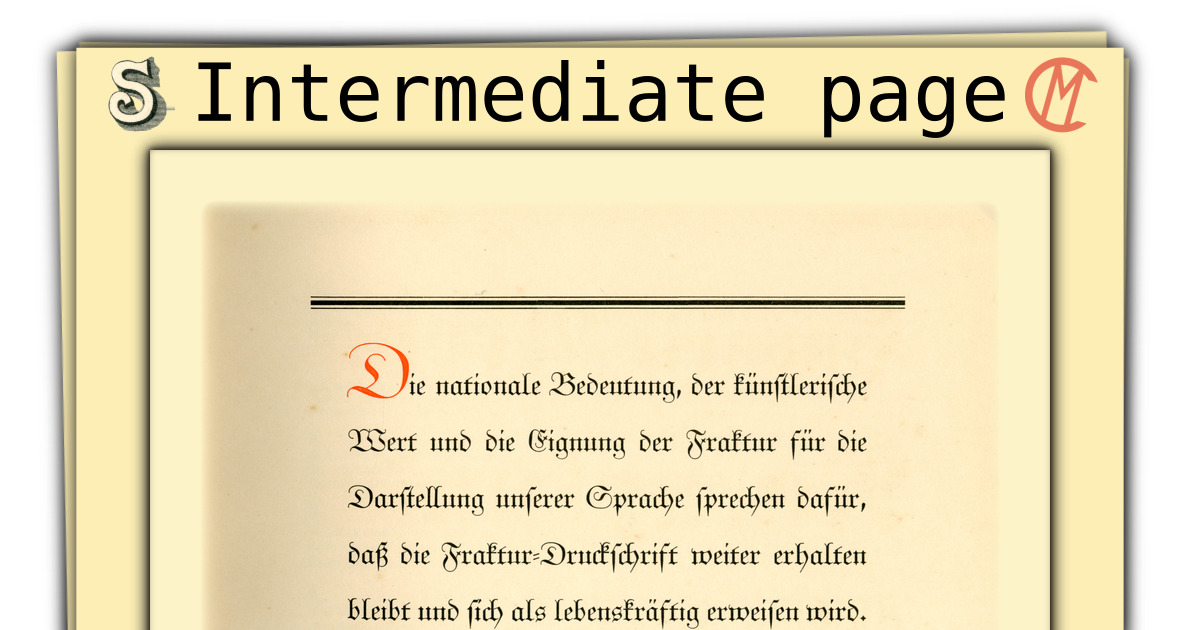 S Intermediate page
Die nationale Bedeutung, der künſtleriſche
Wert und die Eignung der Fraktur für die
Darſtellung unſerer Sprache ſprechen dafür,
daß die Fraktur-Druckſchrift weiter erhalten
bleibt und ſich als lebenskräftig erweiſen wird.